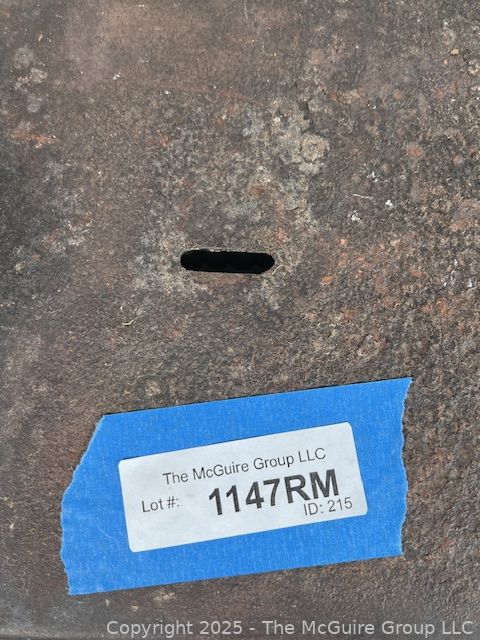 The McGuire Group LLC
Lot #: 1147RM
ID: 215
Copyright 2025 - The McGuire Group LLC